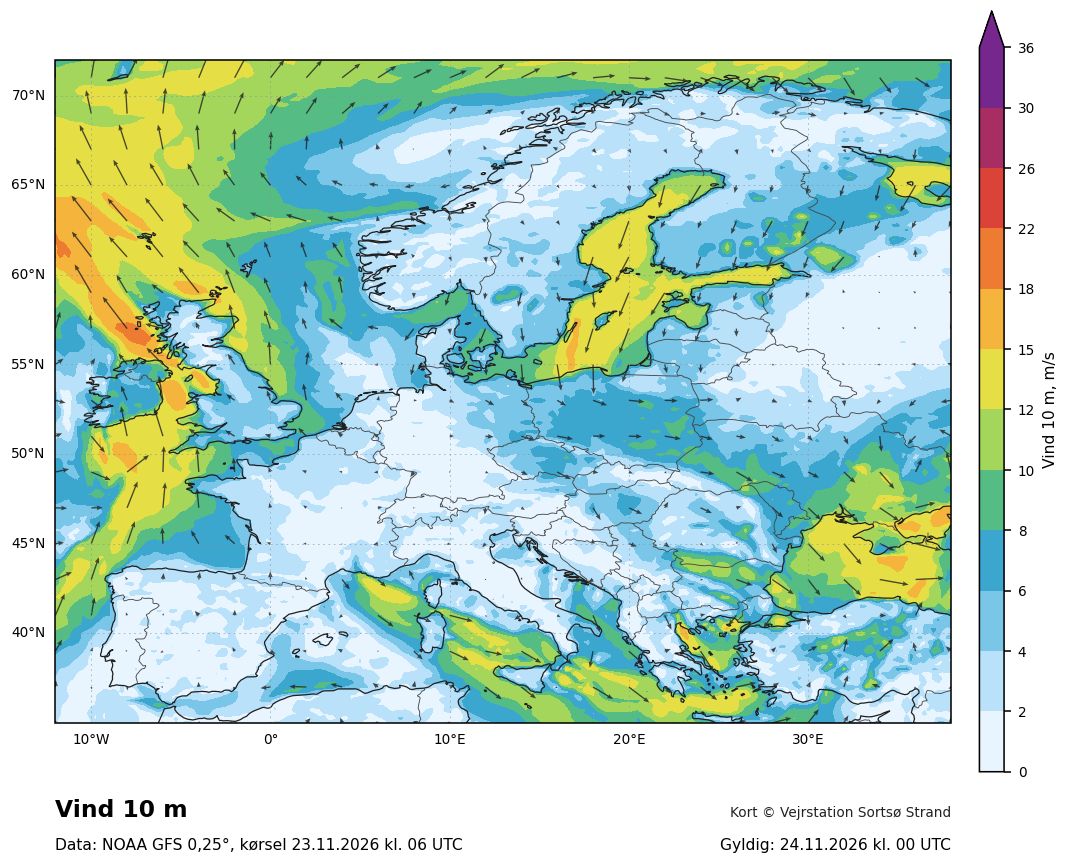 36
30
26
22
18
15
12
10
8
6
4
2
0
Vind 10 m, m/s
70°N
65°N
60°N
55°N
50°N
45°N
40°N
10°W
0°
10°E
20°E
30°E
Vind 10 m
Kort © Vejrstation Sortsø Strand
Data: NOAA GFS 0,25°, kørsel 23.11.2026 kl. 06 UTC
Gyldig: 24.11.2026 kl. 00 UTC